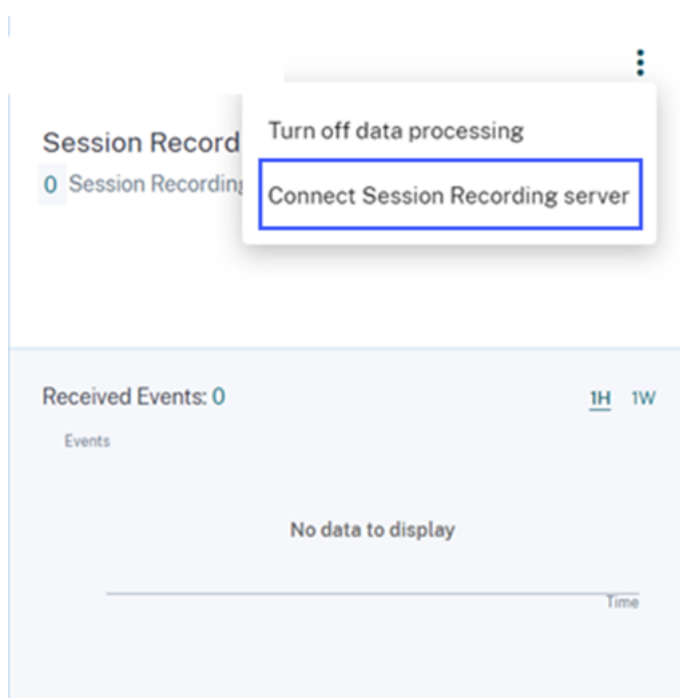 Session Record
0 Session Recording
Turn off data processing
Connect Session Recording server
Received Events: 0
1H 1W
Events
No data to display
Time